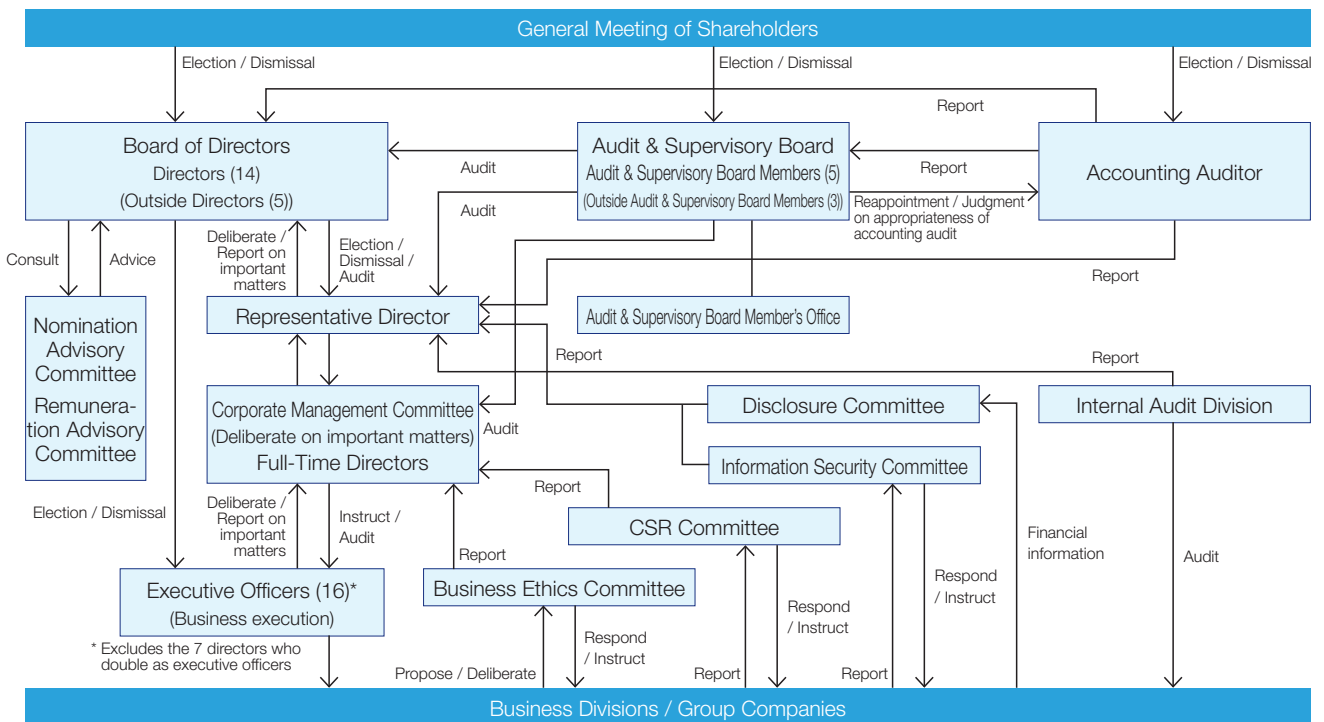 General Meeting of Shareholders
Election / Dismissal
Election / Dismissal
Election / Dismissal
Report
Board of Directors
Directors (14)
(Outside Directors (5))
Audit
Audit & Supervisory Board
Audit & Supervisory Board Members (5)
(Outside Audit & Supervisory Board Members (3))
Report
Accounting Auditor
Audit
Reappointment / Judgment
on appropriateness of
accounting audit
Consult
Advice
Deliberate /
Report on
important
matters
Election /
Dismissal /
Audit
Report
Nomination
Advisory
Committee
Remunera-
tion Advisory
Committee
Representative Director
Audit & Supervisory Board Member's Office
Report
Report
Corporate Management Committee
(Deliberate on important matters)
Full-Time Directors
Audit
Disclosure Committee
Internal Audit Division
Information Security Committee
Report
Election / Dismissal
Deliberate /
Report on
important
matters
Instruct /
Audit
CSR Committee
Financial
information
Report
Audit
Executive Officers (16)*
(Business execution)
Business Ethics Committee
Respond
/ Instruct
Respond
/ Instruct
* Excludes the 7 directors who
double as executive officers
Respond
/ Instruct
Propose / Deliberate
Report
Report
Business Divisions / Group Companies